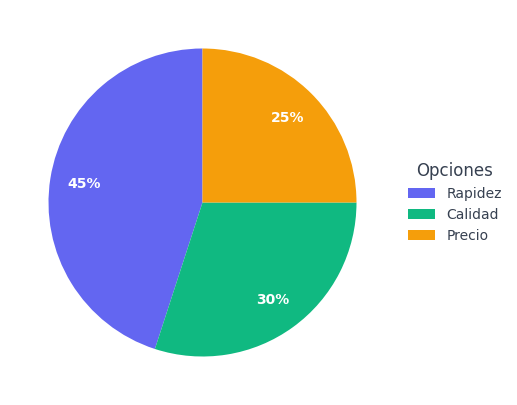 25%
45%
30%
Opciones
Rapidez
Calidad
Precio